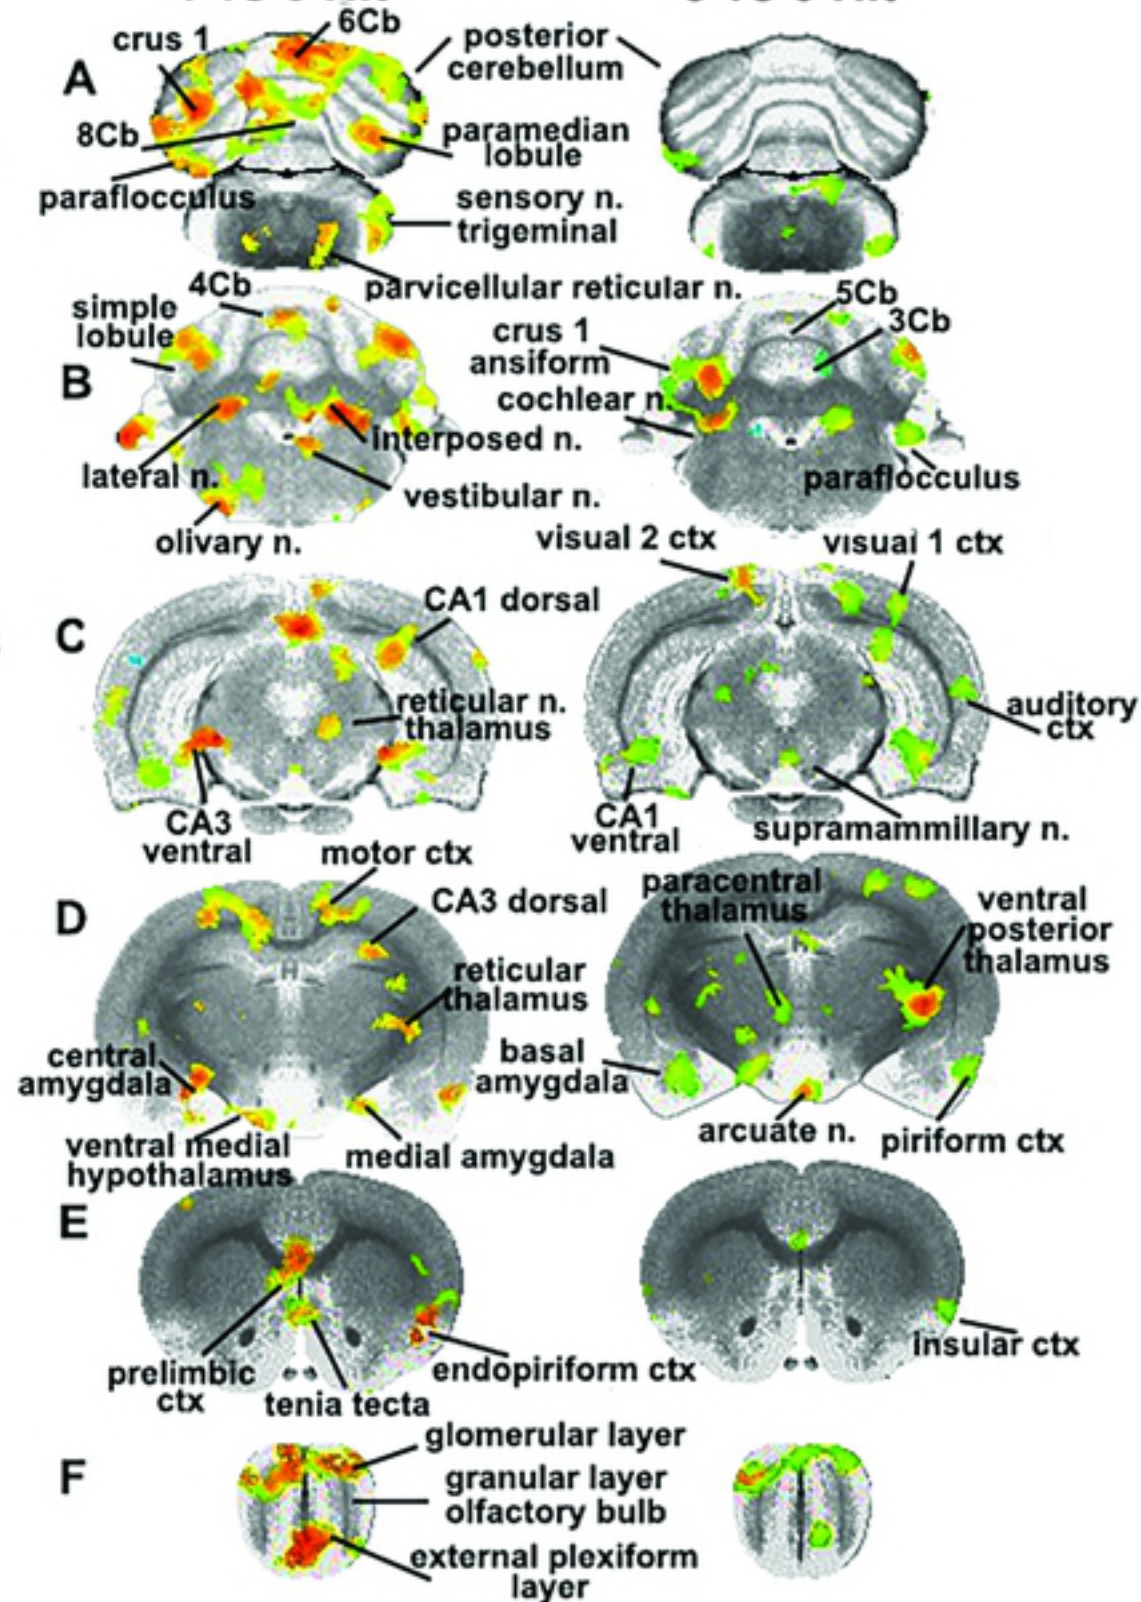 6Cb
crus 1
posterior
cerebellum
A
8Cb
paramedian
lobule
paraflocculus
sensory n.
trigeminal
parvicellular reticular n.
4Cb
simple
lobule
5Cb
3Cb
crus 1
ansiform
B
cochlear n.
interposed n.
lateral n.
vestibular n.
paraflocculus
olivary n.
visual 2 ctx
visual 1 ctx
CA1 dorsal
C
reticular n.
thalamus
auditory
ctx
CA3
ventral
CA1
ventral
supramammillary n.
motor ctx
D
CA3 dorsal
paracentral
thalamus
ventral
posterior
thalamus
reticular
thalamus
central
amygdala
basal
amygdala
arcuate n.
piriform ctx
ventral medial
hypothalamus
medial amygdala
E
prelimbic
ctx
tenia tecta
endopiriform ctx
insular ctx
F
glomerular layer
granular layer
olfactory bulb
external plexiform
layer